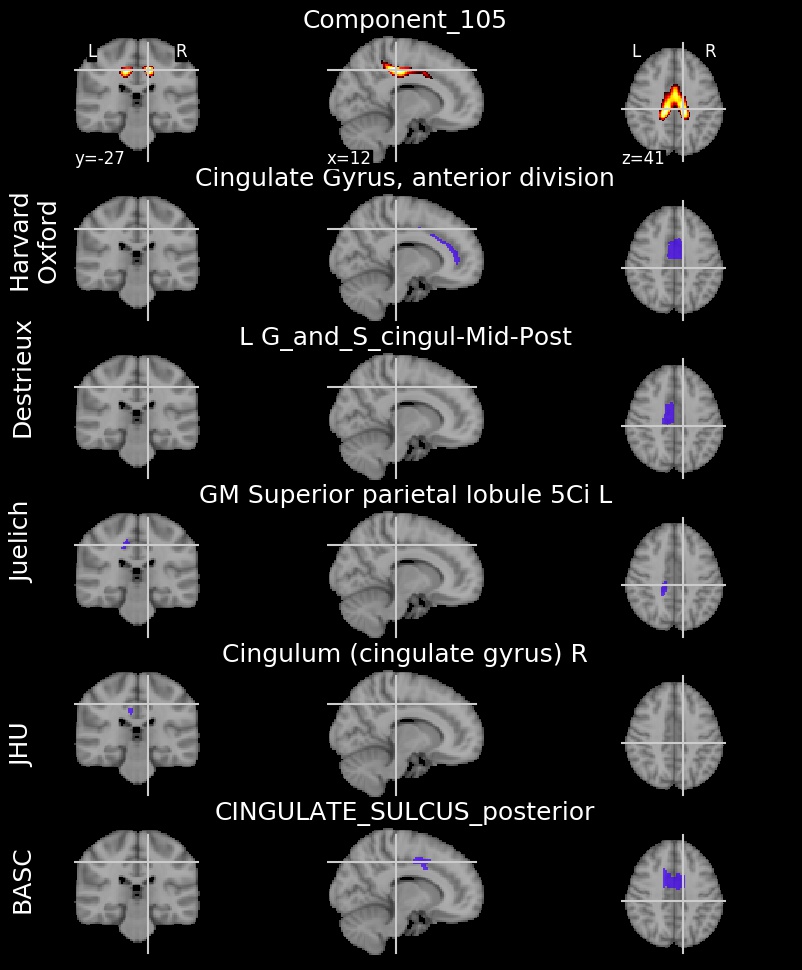 Component_105
L R L R
y=-27 x=12 z=41
Cingulate Gyrus, anterior division
Harvard
Oxford
L G_and_S_cingul-Mid-Post
Destrieux
GM Superior parietal lobule 5Ci L
Juelich
Cingulum (cingulate gyrus) R
JHU
CINGULATE_SULCUS_posterior
BASC